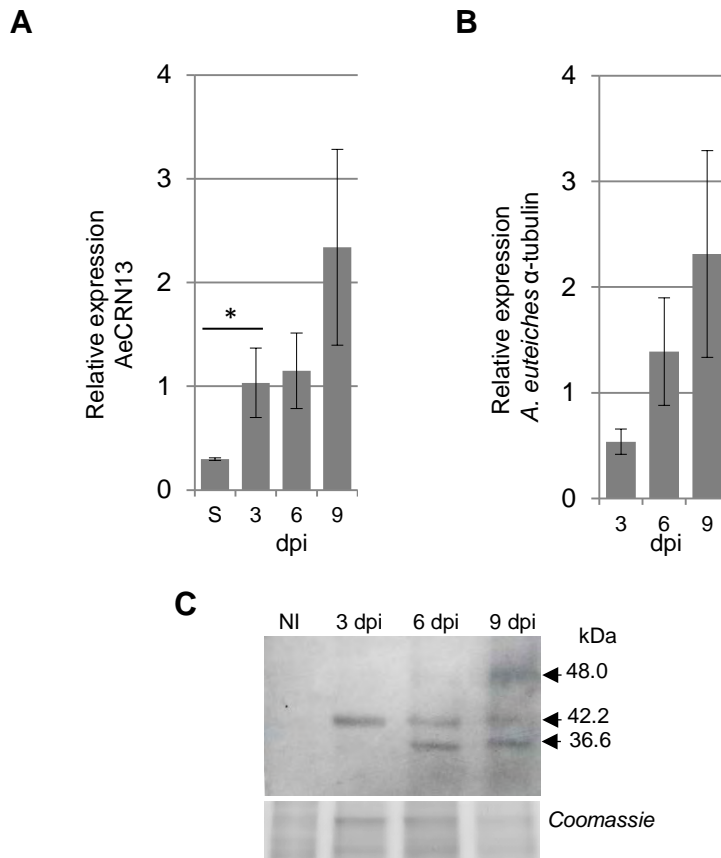 A
Relative expression
AeCRN13
4
3
2
1
0
*
S 3 6 9
dpi
B
Relative expression
A. euteiches α-tubulin
4
3
2
1
0
3 6 9
dpi
C
NI 3 dpi 6 dpi 9 dpi
kDa
48.0
42.2
36.6
Coomassie